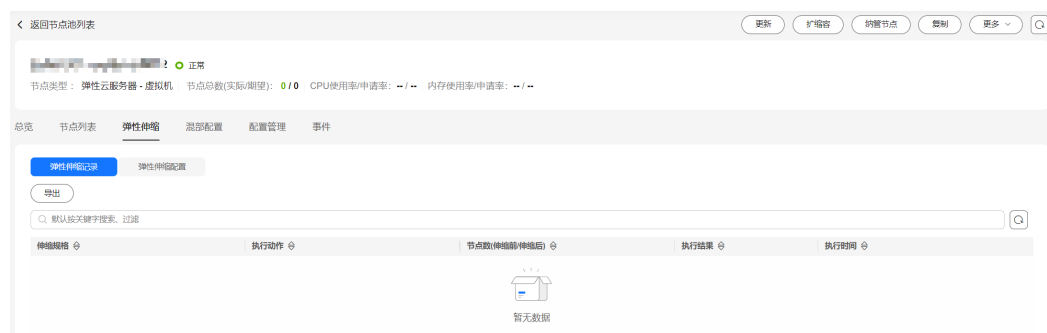 返回节点池列表 更新 扩缩容 纳管节点 复制 更多
正常
节点类型： 弹性云服务器 - 虚拟机 节点总数(实际/期望)： 0 / 0 CPU使用率/申请率： -- / -- 内存使用率/申请率： -- / --
总览 节点列表 弹性伸缩 混部配置 配置管理 事件
弹性伸缩记录 弹性伸缩配置
导出
默认按关键字搜索、过滤
伸缩规格 执行动作 节点数(伸缩前/伸缩后) 执行结果 执行时间
暂无数据